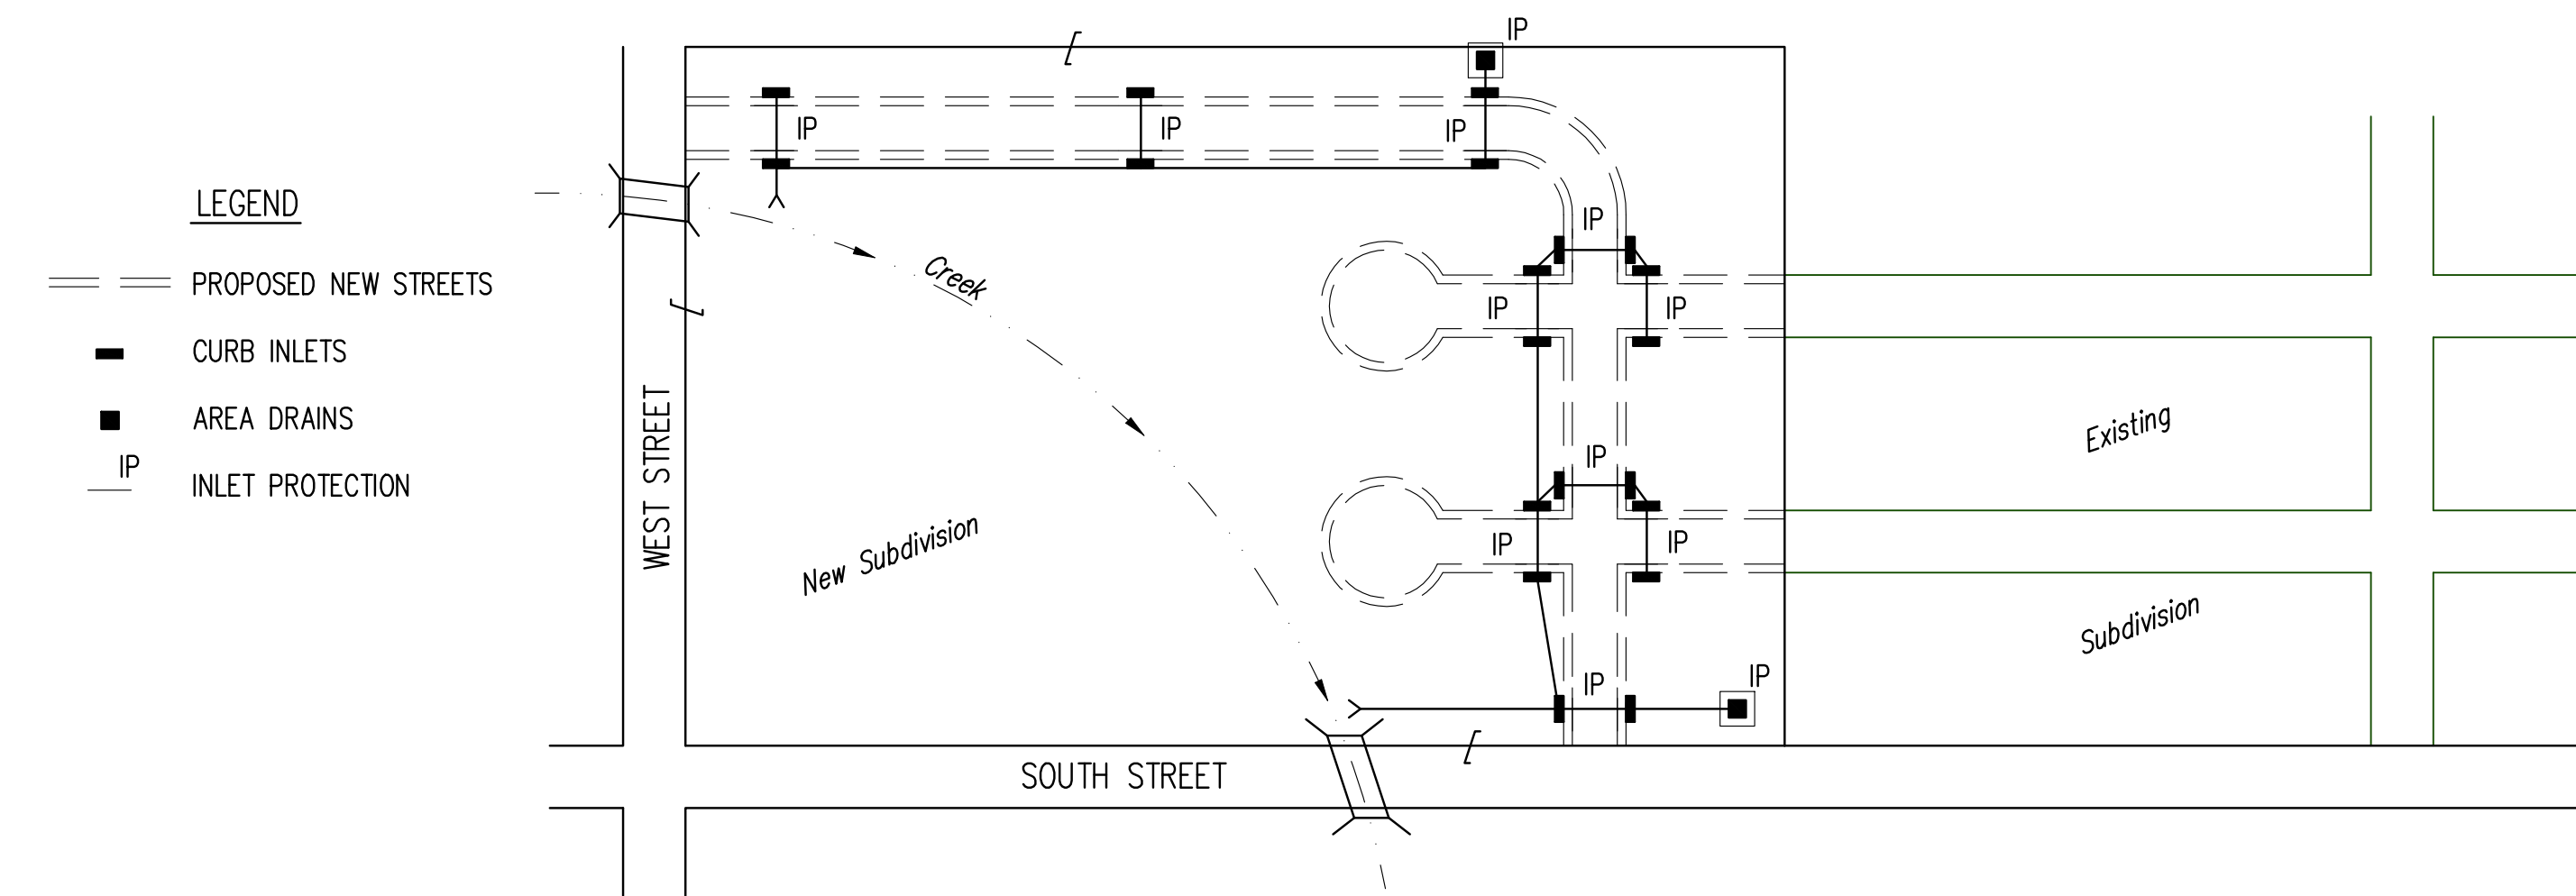 LEGEND
PROPOSED NEW STREETS
CURB INLETS
AREA DRAINS
IP
INLET PROTECTION
WEST STREET
SOUTH STREET
New Subdivision
Creek
IP
IP
IP
IP
IP
IP
IP
IP
IP
IP
IP
IP
Existing
Subdivision